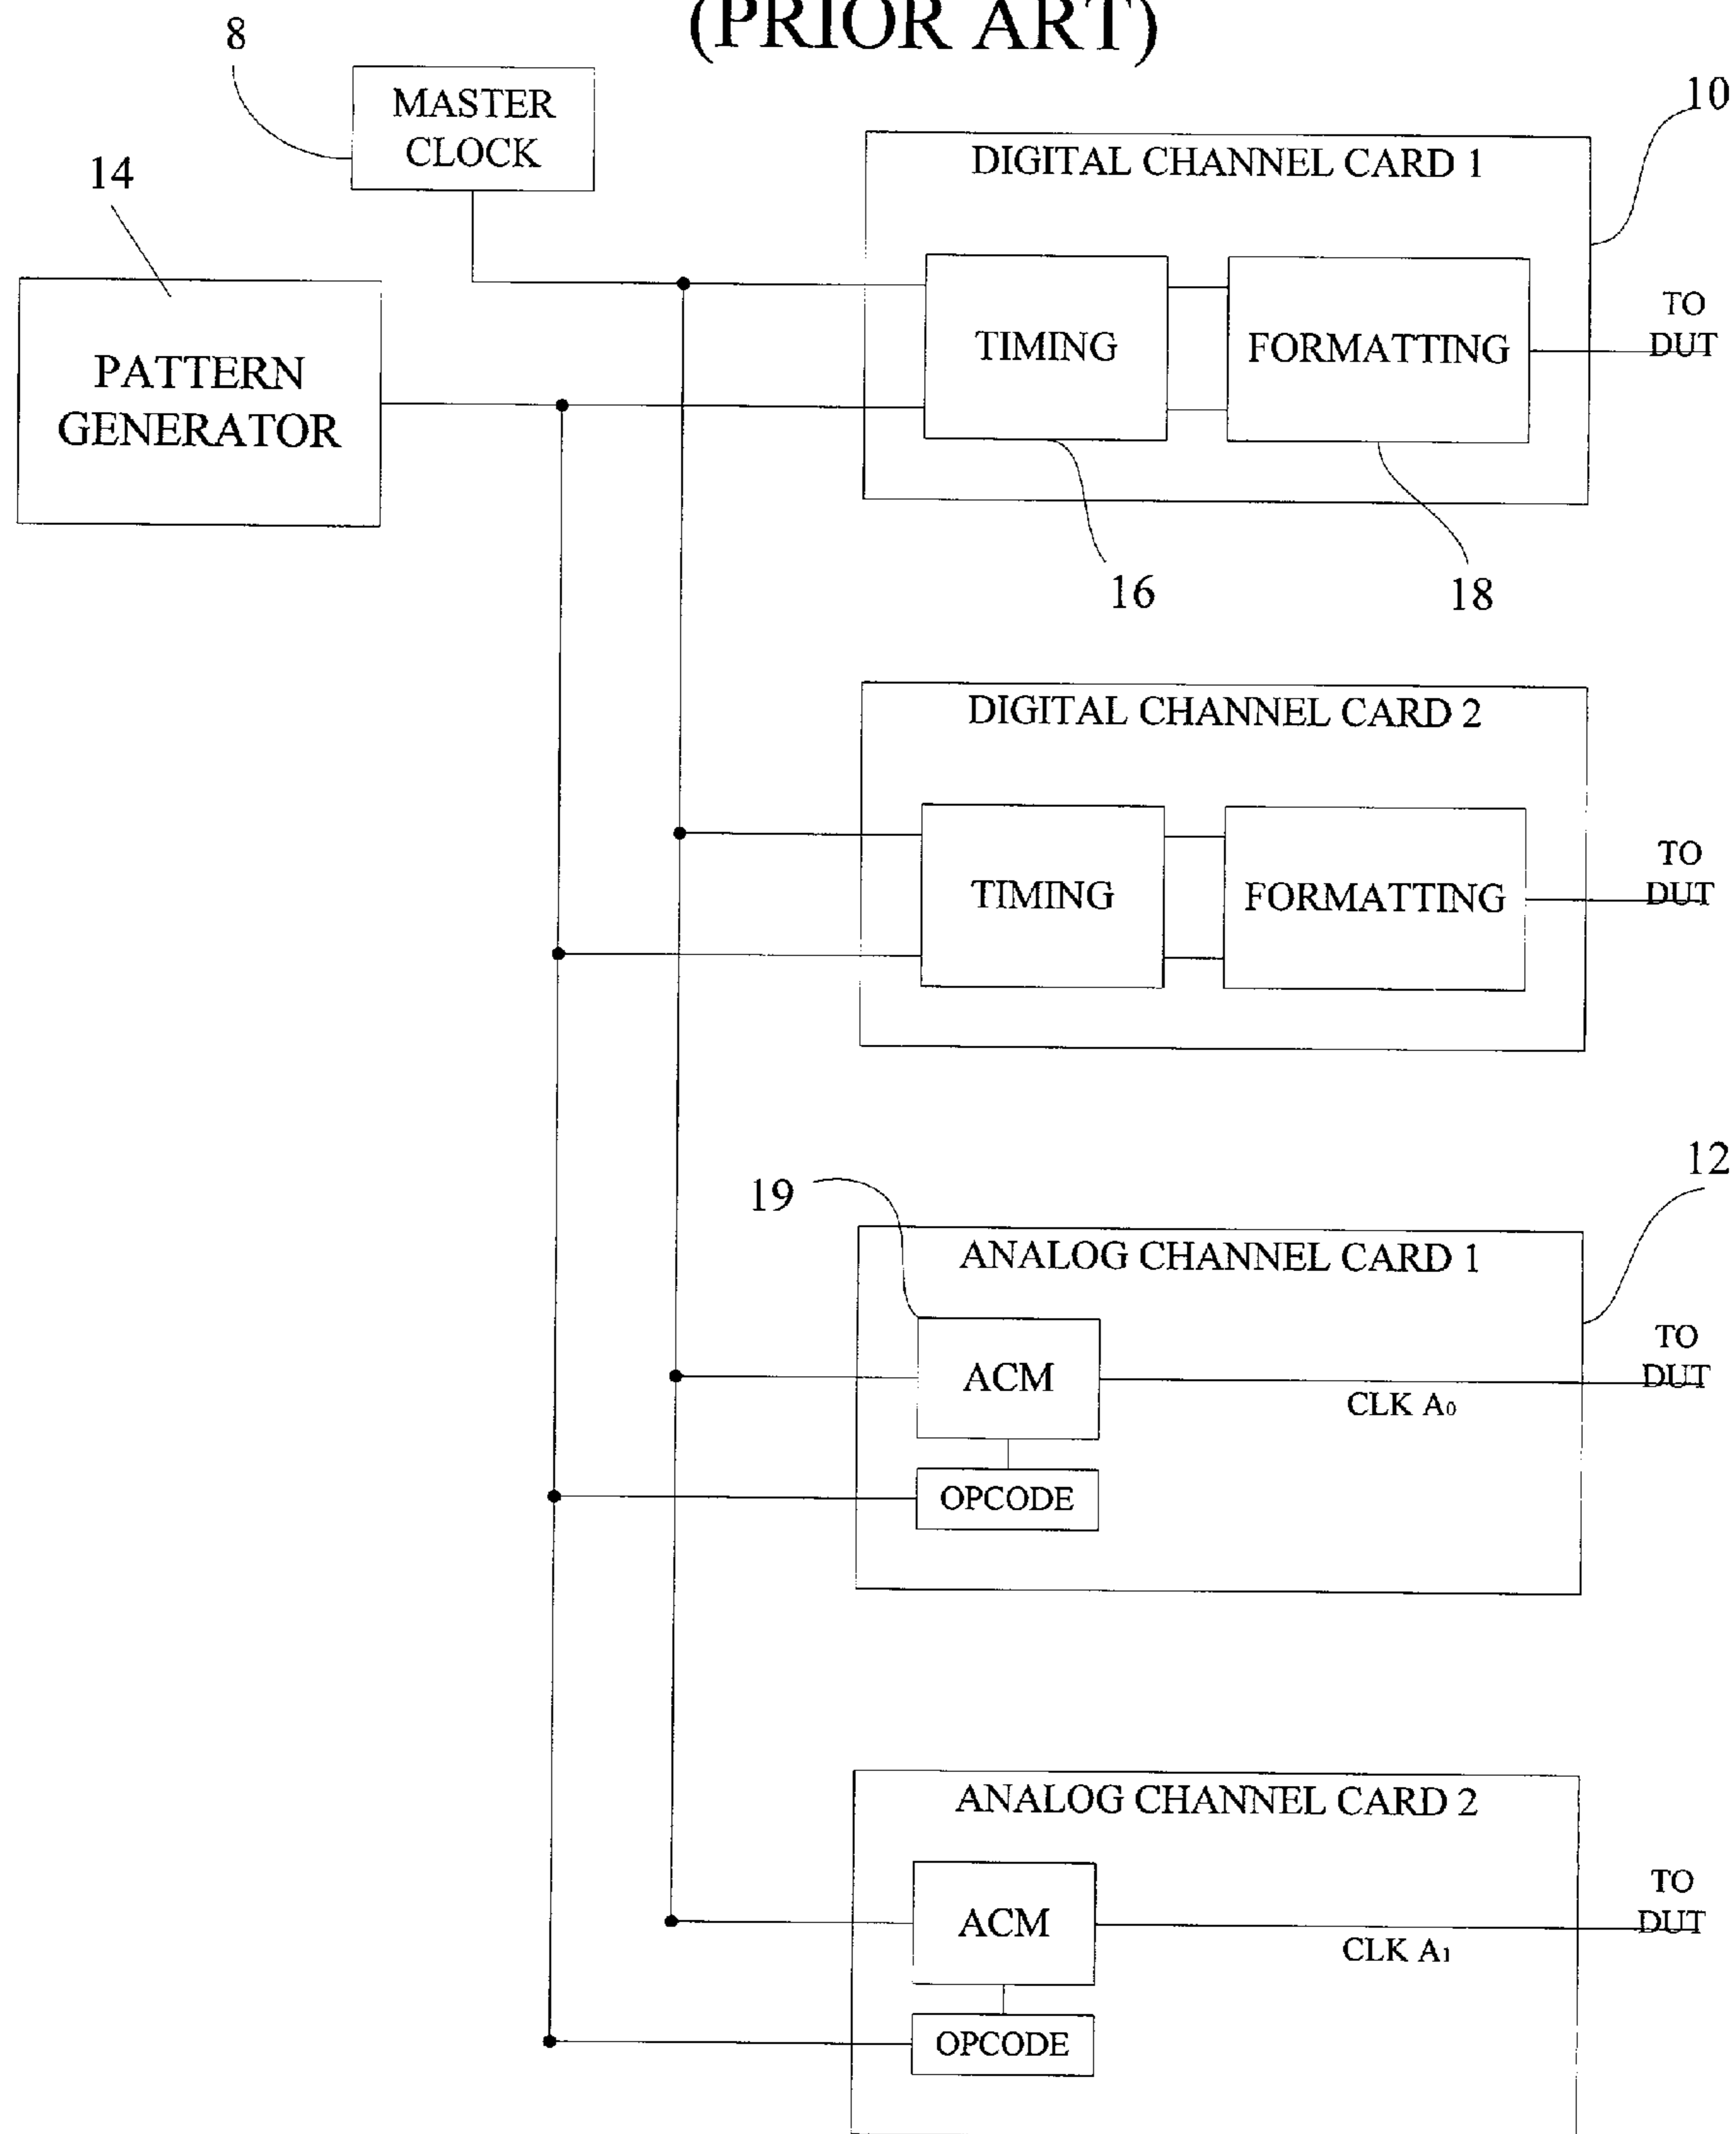 (PRIOR ART)
8
MASTER
CLOCK
10
DIGITAL CHANNEL CARD 1
14
PATTERN
GENERATOR
TIMING
FORMATTING
TO
DUT
16
18
DIGITAL CHANNEL CARD 2
TIMING
FORMATTING
TO
DUT
12
19
ANALOG CHANNEL CARD 1
ACM
TO
DUT
CLK A0
OPCODE
ANALOG CHANNEL CARD 2
ACM
TO
DUT
CLK A1
OPCODE